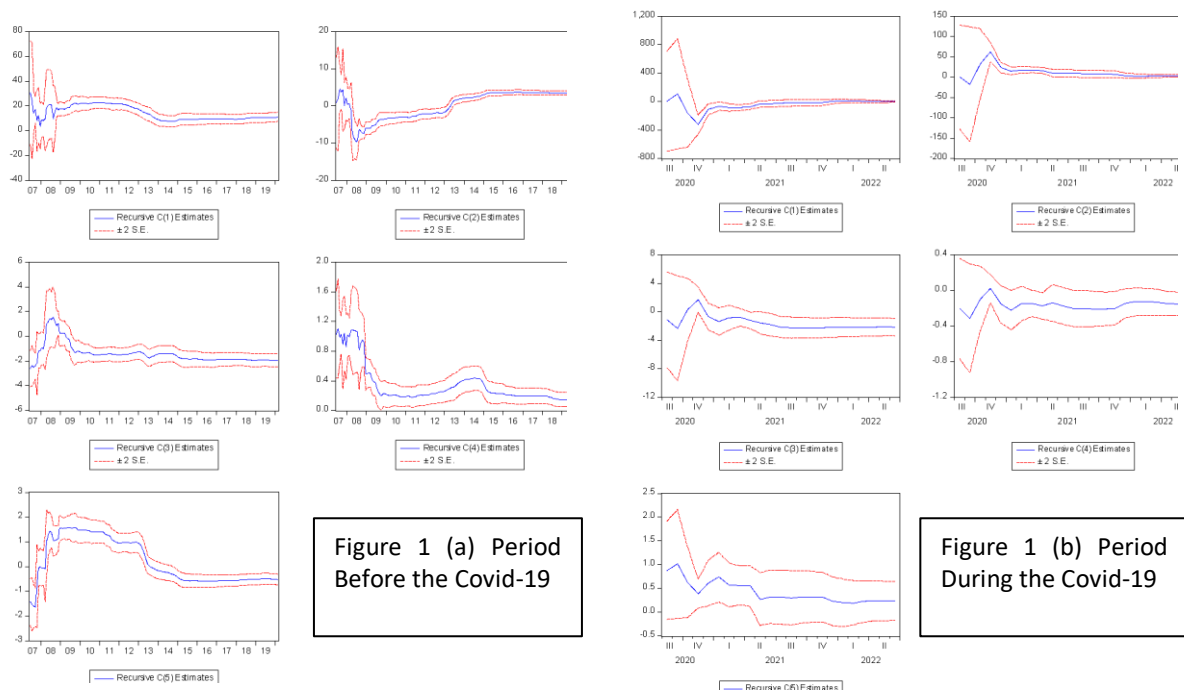 80
60
40
20
0
-20
-40
07 08 09 10 11 12 13 14 15 16 17 18 19
Recursive C(1) Estimates
± 2 S.E.
20
10
0
-10
-20
07 08 09 10 11 12 13 14 15 16 17 18 19
Recursive C(2) Estimates
± 2 S.E.
6
4
2
0
-2
-4
-6
07 08 09 10 11 12 13 14 15 16 17 18 19
Recursive C(3) Estimates
± 2 S.E.
2.0
1.6
1.2
0.8
0.4
0.0
07 08 09 10 11 12 13 14 15 16 17 18 19
Recursive C(4) Estimates
± 2 S.E.
3
2
1
0
-1
-2
-3
07 08 09 10 11 12 13 14 15 16 17 18 19
Recursive C(5) Estimates
Figure 1 (a) Period
Before the Covid-19
1,200
800
400
0
-400
-800
III IV I II III IV I II
2020 2021 2022
Recursive C(1) Estimates
± 2 S.E.
150
100
50
0
-50
-100
-150
-200
III IV I II III IV I II
2020 2021 2022
Recursive C(2) Estimates
± 2 S.E.
8
4
0
-4
-8
-12
III IV I II III IV I II
2020 2021 2022
Recursive C(3) Estimates
± 2 S.E.
0.4
0.0
-0.4
-0.8
-1.2
III IV I II III IV I II
2020 2021 2022
Recursive C(4) Estimates
± 2 S.E.
2.5
2.0
1.5
1.0
0.5
0.0
-0.5
III IV I II III IV I II
2020 2021 2022
Recursive C(5) Estimates
Figure 1 (b) Period
During the Covid-19